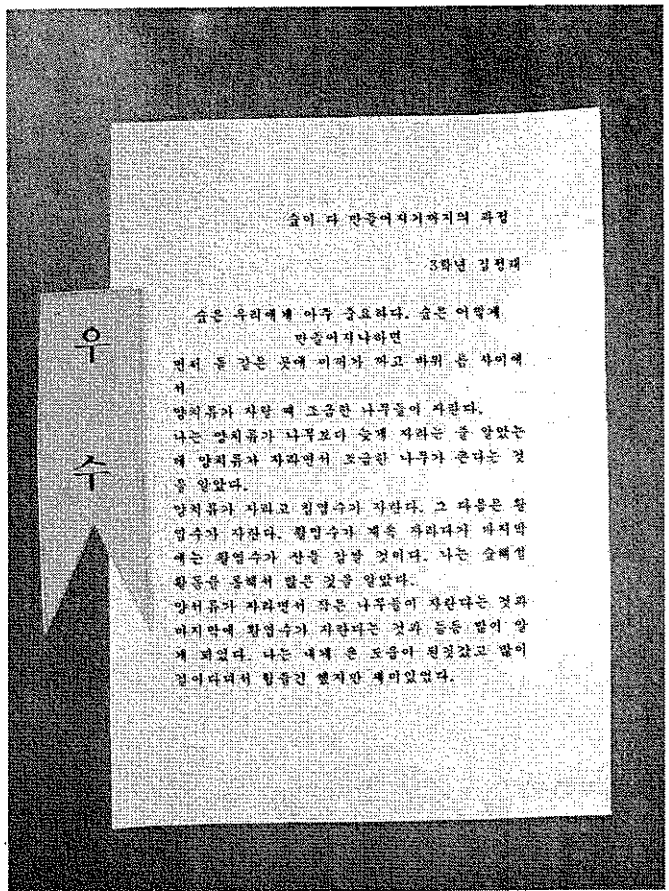 숲이 다 만들어지기까지의 과정
3학년 김정대
우
수
숲은 우리에게 아주 중요하다. 숲은 어떻게
만들어지냐하면
먼저 돌 같은 곳에 이끼가 끼고 바위 틈 사이에
서
양치류가 자랄 때 조금한 나무들이 자란다.
나는 양치류가 나무보다 늦게 자라는 줄 알았는
데 양치류가 자라면서 조금한 나무가 큰다는 것
을 알았다.
양치류가 자라고 침엽수가 자란다. 그 다음은 활
엽수가 자란다. 활엽수가 계속 자라다가 마지막
에는 활엽수가 산을 감쌀 것이다. 나는 숲해설
활동을 통해서 많은 것을 알았다.
양치류가 자라면서 작은 나무들이 자란다는 것과
마지막에 활엽수가 자란다는 것과 등등 많이 알
게 되었다. 나는 내게 큰 도움이 된것같고 많이
걸어다녀서 힘들긴 했지만 재미있었다.